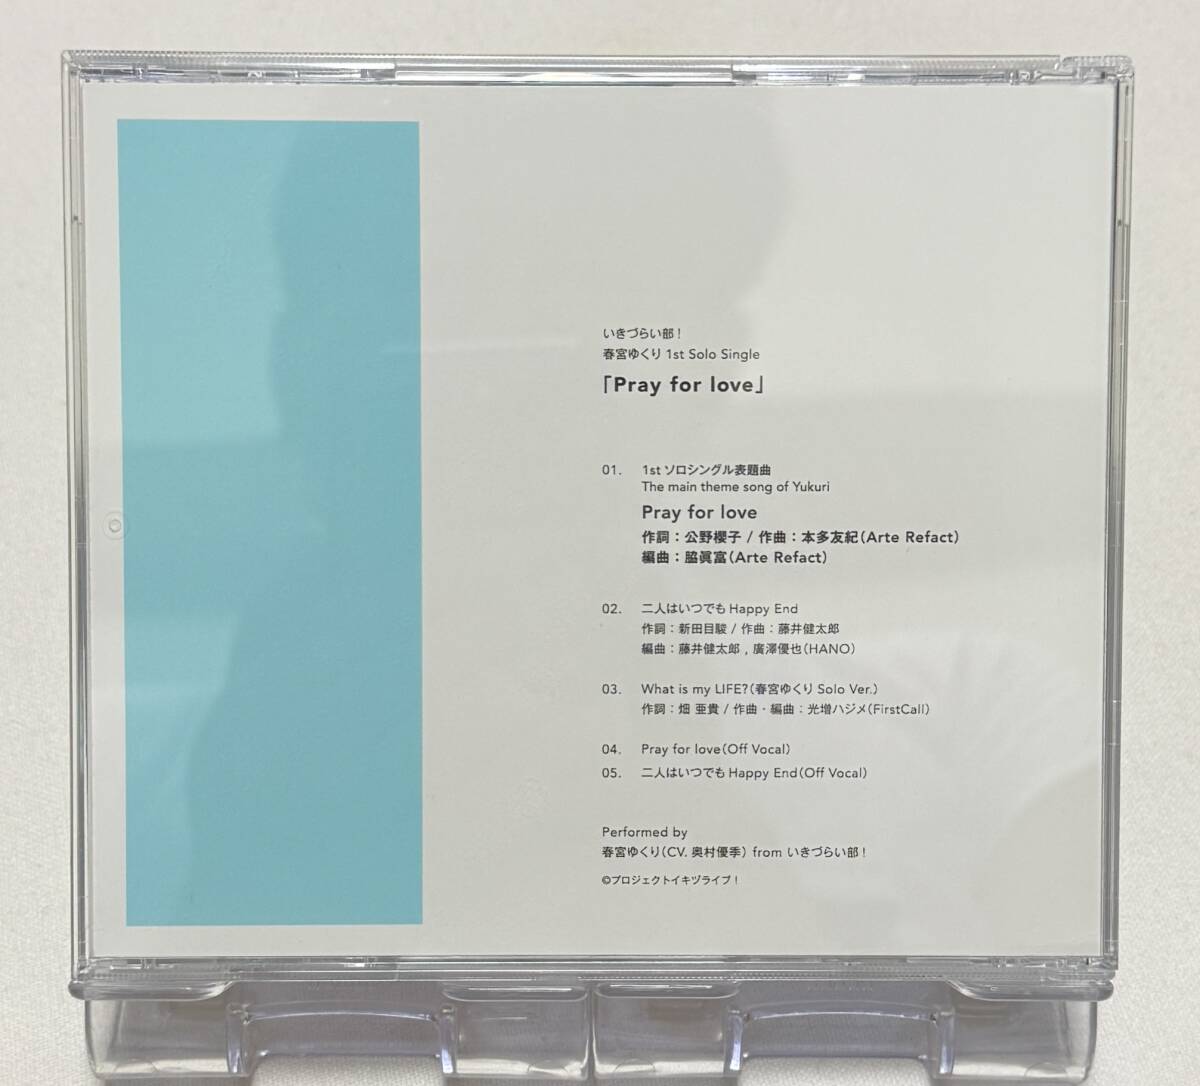 いきづらい部！
春宮ゆくり 1st Solo Single
「Pray for love」
01. 1st ソロシングル表題曲
The main theme song of Yukuri
Pray for love
作詞：公野櫻子 / 作曲：本多友紀(Arte Refact)
編曲：脇眞富(Arte Refact)
02. 二人はいつでも Happy End
作詞：新田目駿 / 作曲：藤井健太郎
編曲：藤井健太郎 , 廣澤優也(HANO)
03. What is my LIFE?(春宮ゆくり Solo Ver.)
作詞：畑 亜貴 / 作曲・編曲：光増ハジメ(FirstCall)
04. Pray for love(Off Vocal)
05. 二人はいつでも Happy End(Off Vocal)
Performed by
春宮ゆくり(CV. 奥村優季) from いきづらい部！
©プロジェクトイキヅライブ！